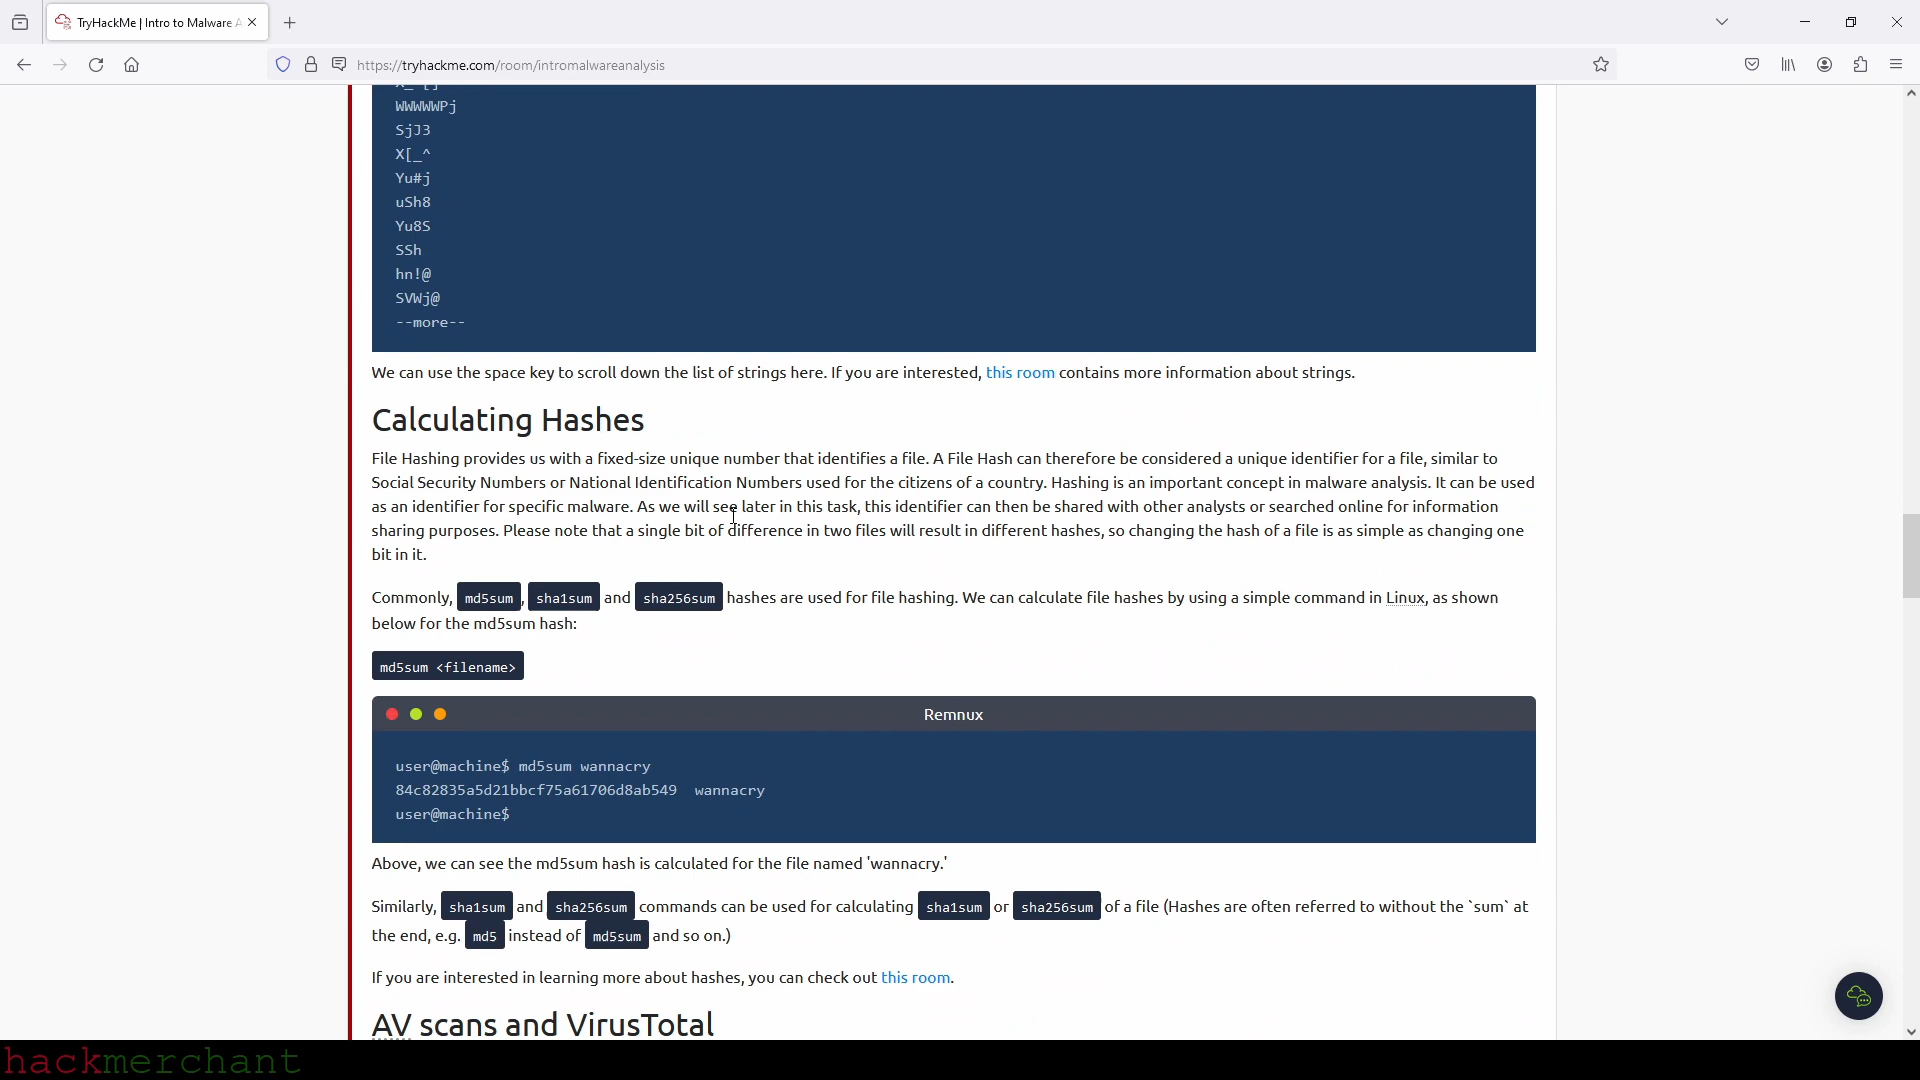 TryHackMe | Intro to Malware A
https://tryhackme.com/room/intromalwareanalysis
WWWWWPj
SjJ3
X[_^
Yu#j
uSh8
Yu8S
SSh
hn!@
SVWj@
--more--
We can use the space key to scroll down the list of strings here. If you are interested, this room contains more information about strings.
Calculating Hashes
File Hashing provides us with a fixed-size unique number that identifies a file. A File Hash can therefore be considered a unique identifier for a file, similar to
Social Security Numbers or National Identification Numbers used for the citizens of a country. Hashing is an important concept in malware analysis. It can be used
as an identifier for specific malware. As we will see later in this task, this identifier can then be shared with other analysts or searched online for information
sharing purposes. Please note that a single bit of difference in two files will result in different hashes, so changing the hash of a file is as simple as changing one
bit in it.
Commonly, md5sum, sha1sum and sha256sum hashes are used for file hashing. We can calculate file hashes by using a simple command in Linux, as shown
below for the md5sum hash:
md5sum <filename>
Remnux
user@machine$ md5sum wannacry
84c82835a5d21bbcf75a61706d8ab549  wannacry
user@machine$
Above, we can see the md5sum hash is calculated for the file named 'wannacry.'
Similarly, sha1sum and sha256sum commands can be used for calculating sha1sum or sha256sum of a file (Hashes are often referred to without the `sum` at
the end, e.g. md5 instead of md5sum and so on.)
If you are interested in learning more about hashes, you can check out this room.
AV scans and VirusTotal
hackmerchant